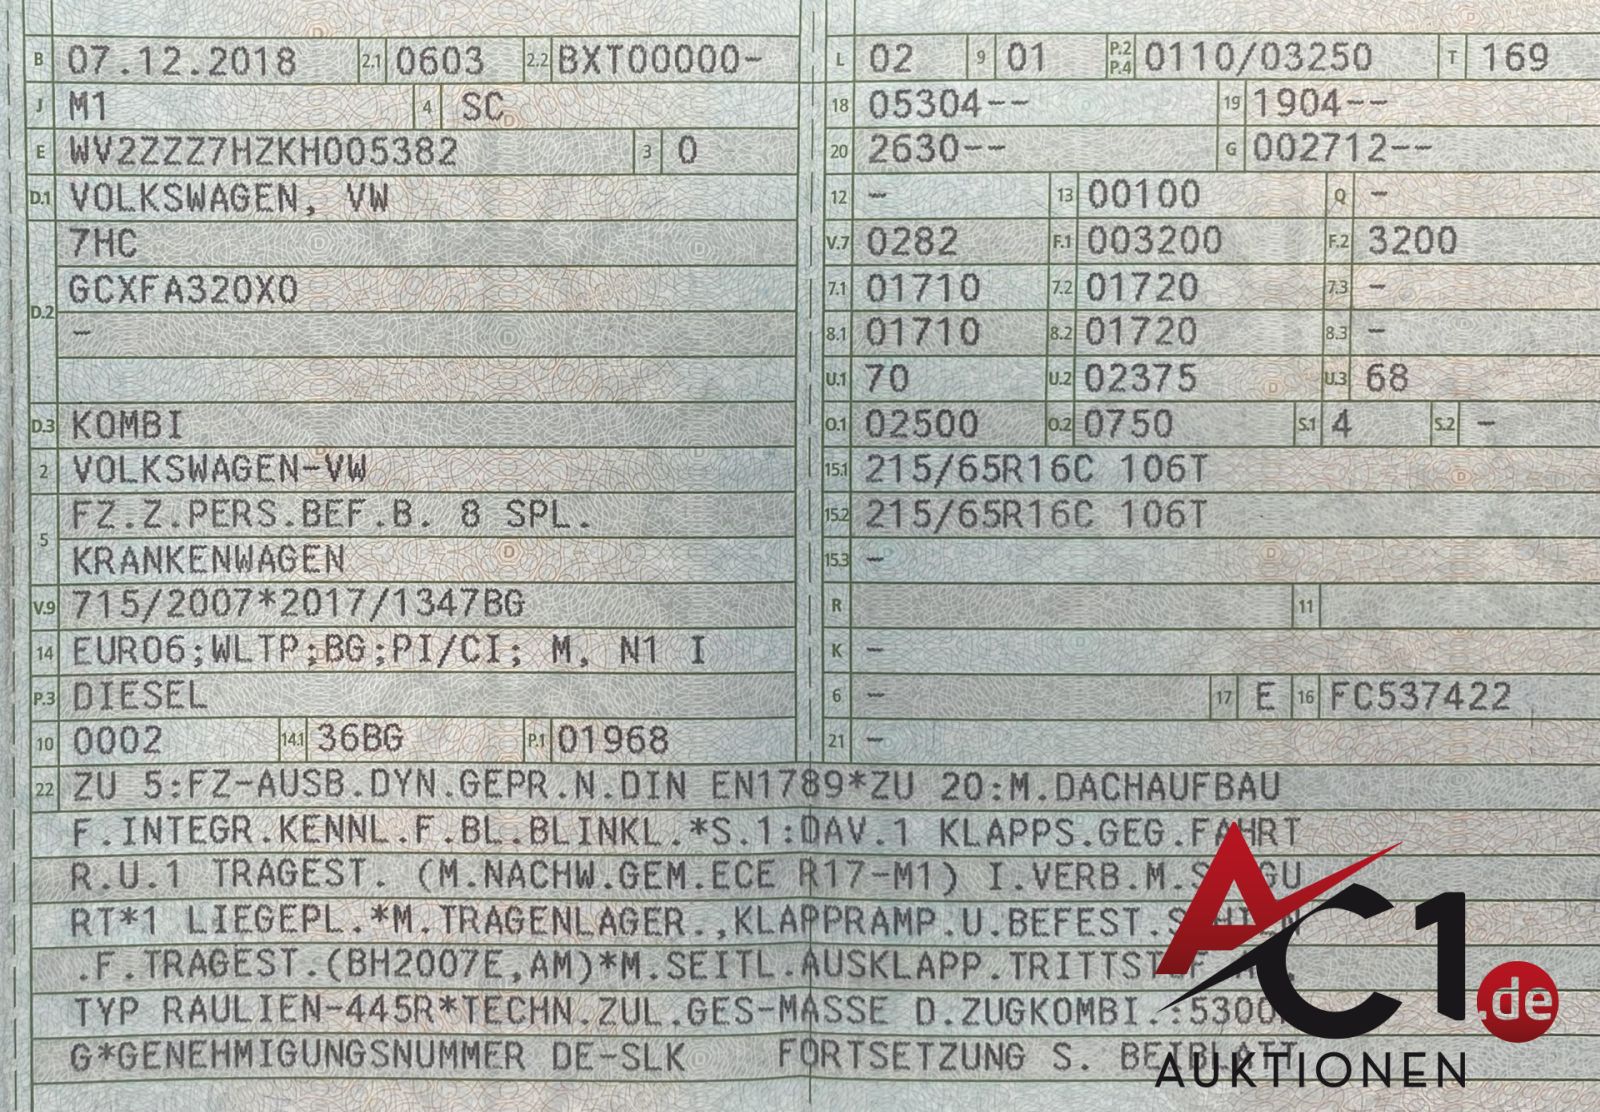 B 07.12.2018 2.1 0603 2.2 BXT00000-
J M1 4 SC
E WV2ZZZ7HZKH005382 3 0
D.1 VOLKSWAGEN, VW
7HC
D.2 GCXFA320X0
-
D.3 KOMBI
2 VOLKSWAGEN-VW
5 FZ.Z.PERS.BEF.B. 8 SPL.
KRANKENWAGEN
V.9 715/2007*2017/1347BG
14 EURO6;WLTP;BG;PI/CI; M, N1 I
P.3 DIESEL
10 0002 14.1 36BG P.1 01968
L 02 9 01 P.2 P.4 0110/03250 T 169
18 05304-- 19 1904--
20 2630-- G 002712--
12 - 13 00100 Q -
V.7 0282 F.1 003200 F.2 3200
7.1 01710 7.2 01720 7.3 -
8.1 01710 8.2 01720 8.3 -
U.1 70 U.2 02375 U.3 68
O.1 02500 O.2 0750 S.1 4 S.2 -
15.1 215/65R16C 106T
15.2 215/65R16C 106T
15.3 -
R 11
K -
6 - 17 E 16 FC537422
21 -
22 ZU 5:FZ-AUSB.DYN.GEPR.N.DIN EN1789*ZU 20:M.DACHAUFBAU
F.INTEGR.KENNL.F.BL.BLINKL.*S.1:DAV.1 KLAPPS.GEG.FAHRT
R.U.1 TRAGEST. (M.NACHW.GEM.ECE R17-M1) I.VERB.M.
RT*1 LIEGEPL.*M.TRAGENLAGER.,KLAPPRAMP.U.BEFEST.
.F.TRAGEST.(BH2007E,AM)*M.SEITL.AUSKLAPP.TRITTSTUF
TYP RAULIEN-445R*TECHN.ZUL.GES-MASSE D.ZUGKOMBI.:5300
G*GENEHMIGUNGSNUMMER DE-SLK FORTSETZUNG S. BEIBLATT
AC1.de
AUKTIONEN